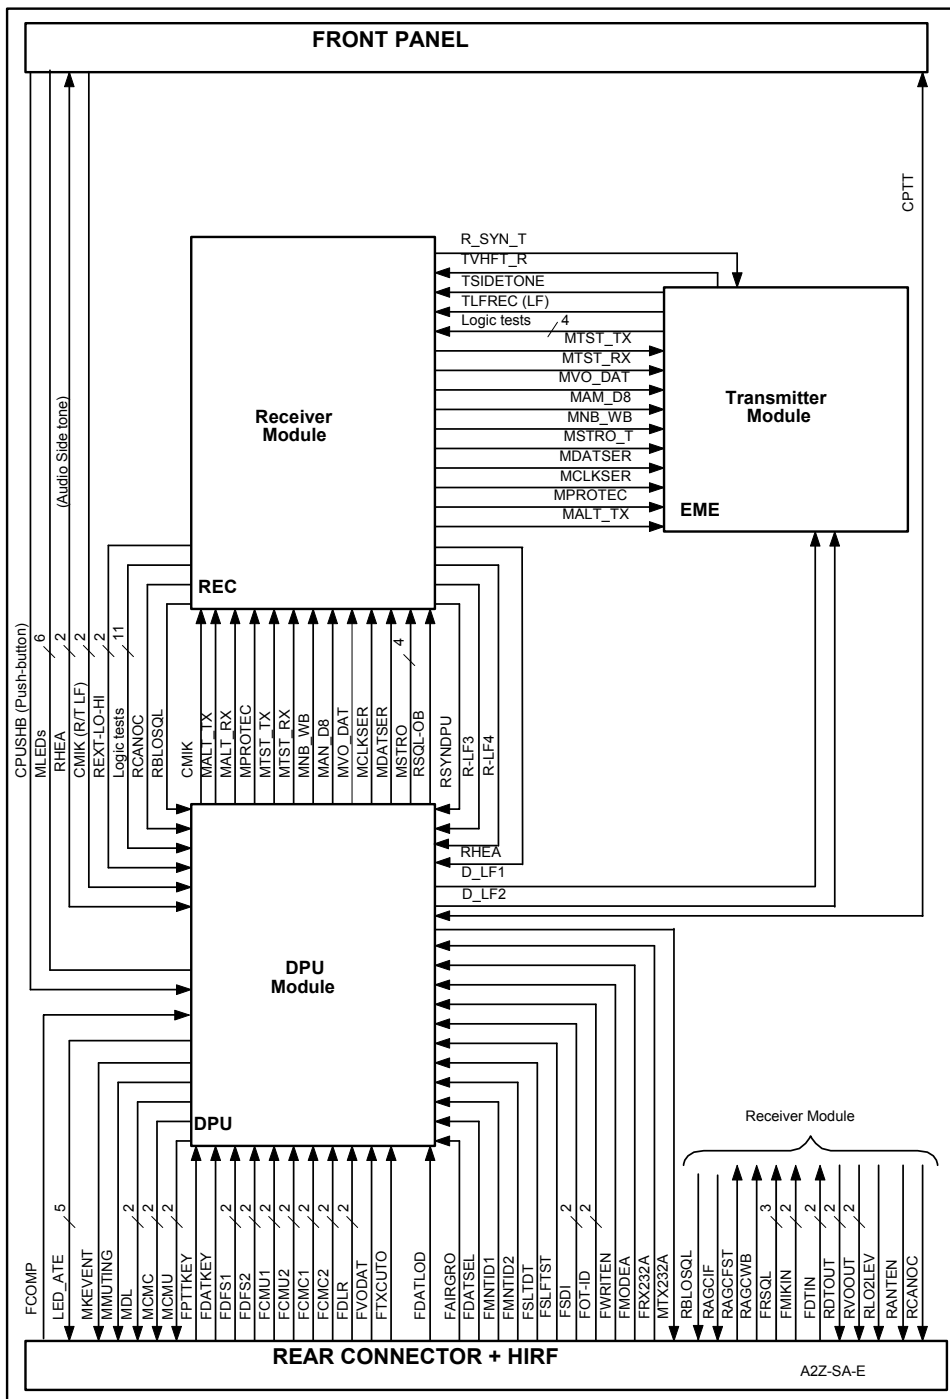 FRONT PANEL
CPTT
R_SYN_T
TVHFT_R
TSIDETONE
TLFREC (LF)
Logic tests
4
MTST_TX
MTST_RX
MVO_DAT
MAM_D8
MNB_WB
MSTRO_T
MDATSER
MCLKSER
MPROTEC
MALT_TX
Receiver
Module
REC
Transmitter
Module
EME
(Audio Side tone)
CPUSHB (Push-button)
MLEDs
6
RHEA
2
CMIK (R/T LF)
2
REXT-LO-HI
2
Logic tests
11
RCANOC
RBLOSQL
CMIK
MALT_TX
MALT_RX
MPROTEC
MTST_TX
MTST_RX
MNB_WB
MAN_D8
MVO_DAT
MCLKSER
MDATSER
MSTRO
4
RSQL-OB
RSYNDPU
R-LF3
R-LF4
RHEA
D_LF1
D_LF2
DPU
Module
DPU
Receiver Module
FCOMP
LED_ATE
5
MKEVENT
MMUTING
MDL
2
MCMC
2
MCMU
2
FPTTKEY
FDATKEY
FDFS1
2
FDFS2
2
FCMU1
2
FCMU2
2
FCMC1
2
FCMC2
2
FDLR
2
FVODAT
FTXCUTO
FDATLOD
FAIRGRO
FDATSEL
FMNTID1
FMNTID2
FSLTDT
FSLFTST
FSDI
2
FOT-ID
2
FWRITEN
FMODEA
FRX232A
MTX232A
RBLOSQL
RAGCIF
RAGCFST
RAGCWB
FRSQL
3
FMIKIN
2
FDTIN
2
RDTOUT
2
RVOOUT
2
RLO2LEV
RANTEN
RCANOC
REAR CONNECTOR + HIRF
A2Z-SA-E